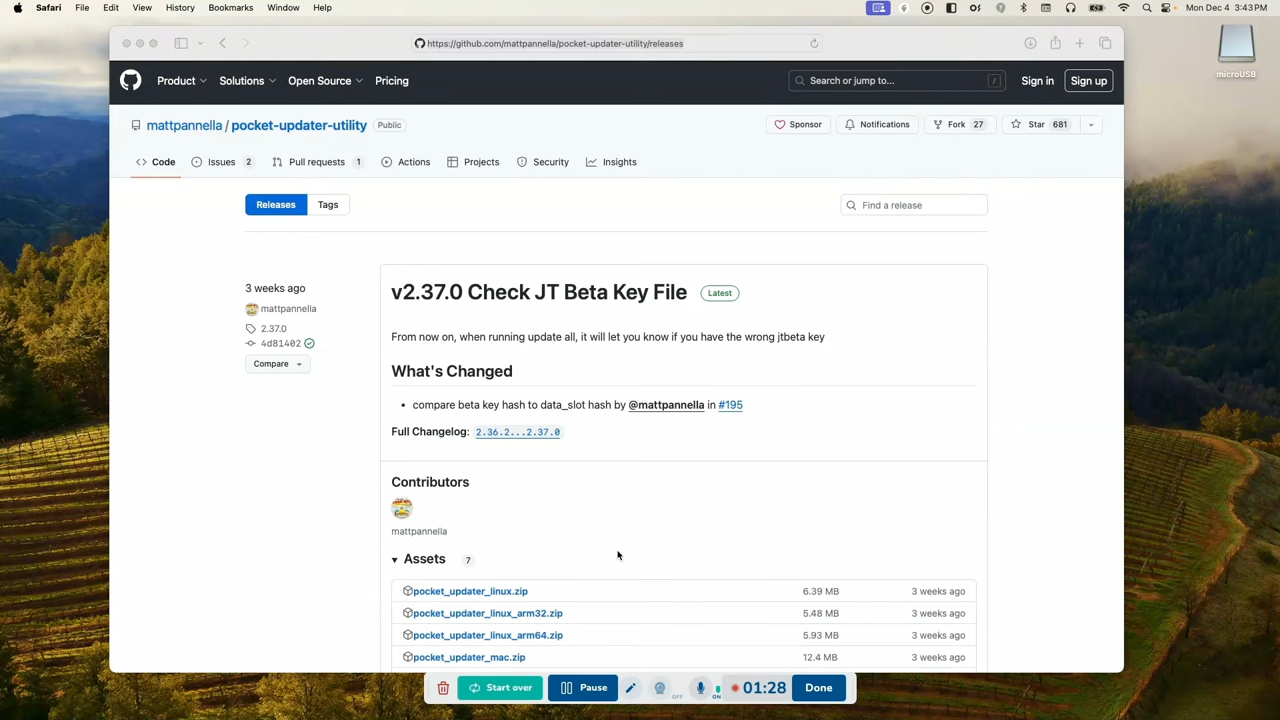 Safari File Edit View History Bookmarks Window Help Mon Dec 4 3:43 PM
https://github.com/mattpannella/pocket-updater-utility/releases
microUSB
Product Solutions Open Source Pricing Search or jump to... / Sign in Sign up
mattpannella / pocket-updater-utility Public Sponsor Notifications Fork 27 Star 681
Code Issues 2 Pull requests 1 Actions Projects Security Insights
Releases Tags Find a release
3 weeks ago
mattpannella
2.37.0
4d81402
Compare
v2.37.0 Check JT Beta Key File Latest
From now on, when running update all, it will let you know if you have the wrong jtbeta key
What's Changed
• compare beta key hash to data_slot hash by @mattpannella in #195
Full Changelog: 2.36.2...2.37.0
Contributors
mattpannella
Assets 7
pocket_updater_linux.zip 6.39 MB 3 weeks ago
pocket_updater_linux_arm32.zip 5.48 MB 3 weeks ago
pocket_updater_linux_arm64.zip 5.93 MB 3 weeks ago
pocket_updater_mac.zip 12.4 MB 3 weeks ago
Start over Pause OFF ON 01:28 Done